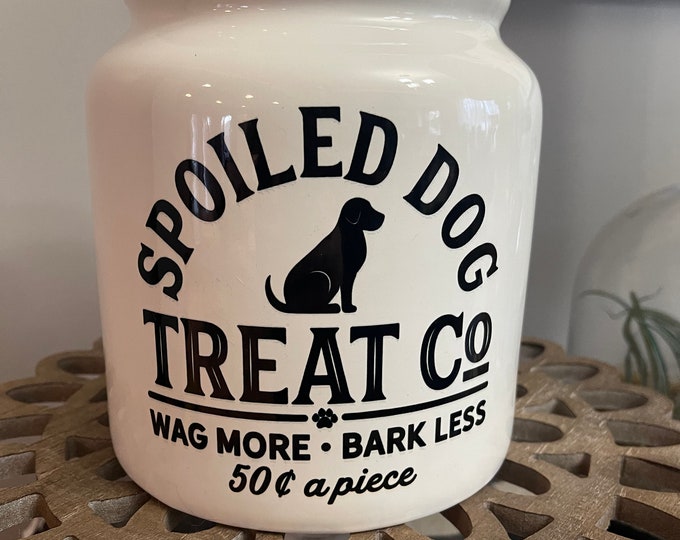 SPOILED DOG
TREAT CO
WAG MORE • BARK LESS
50¢ a piece